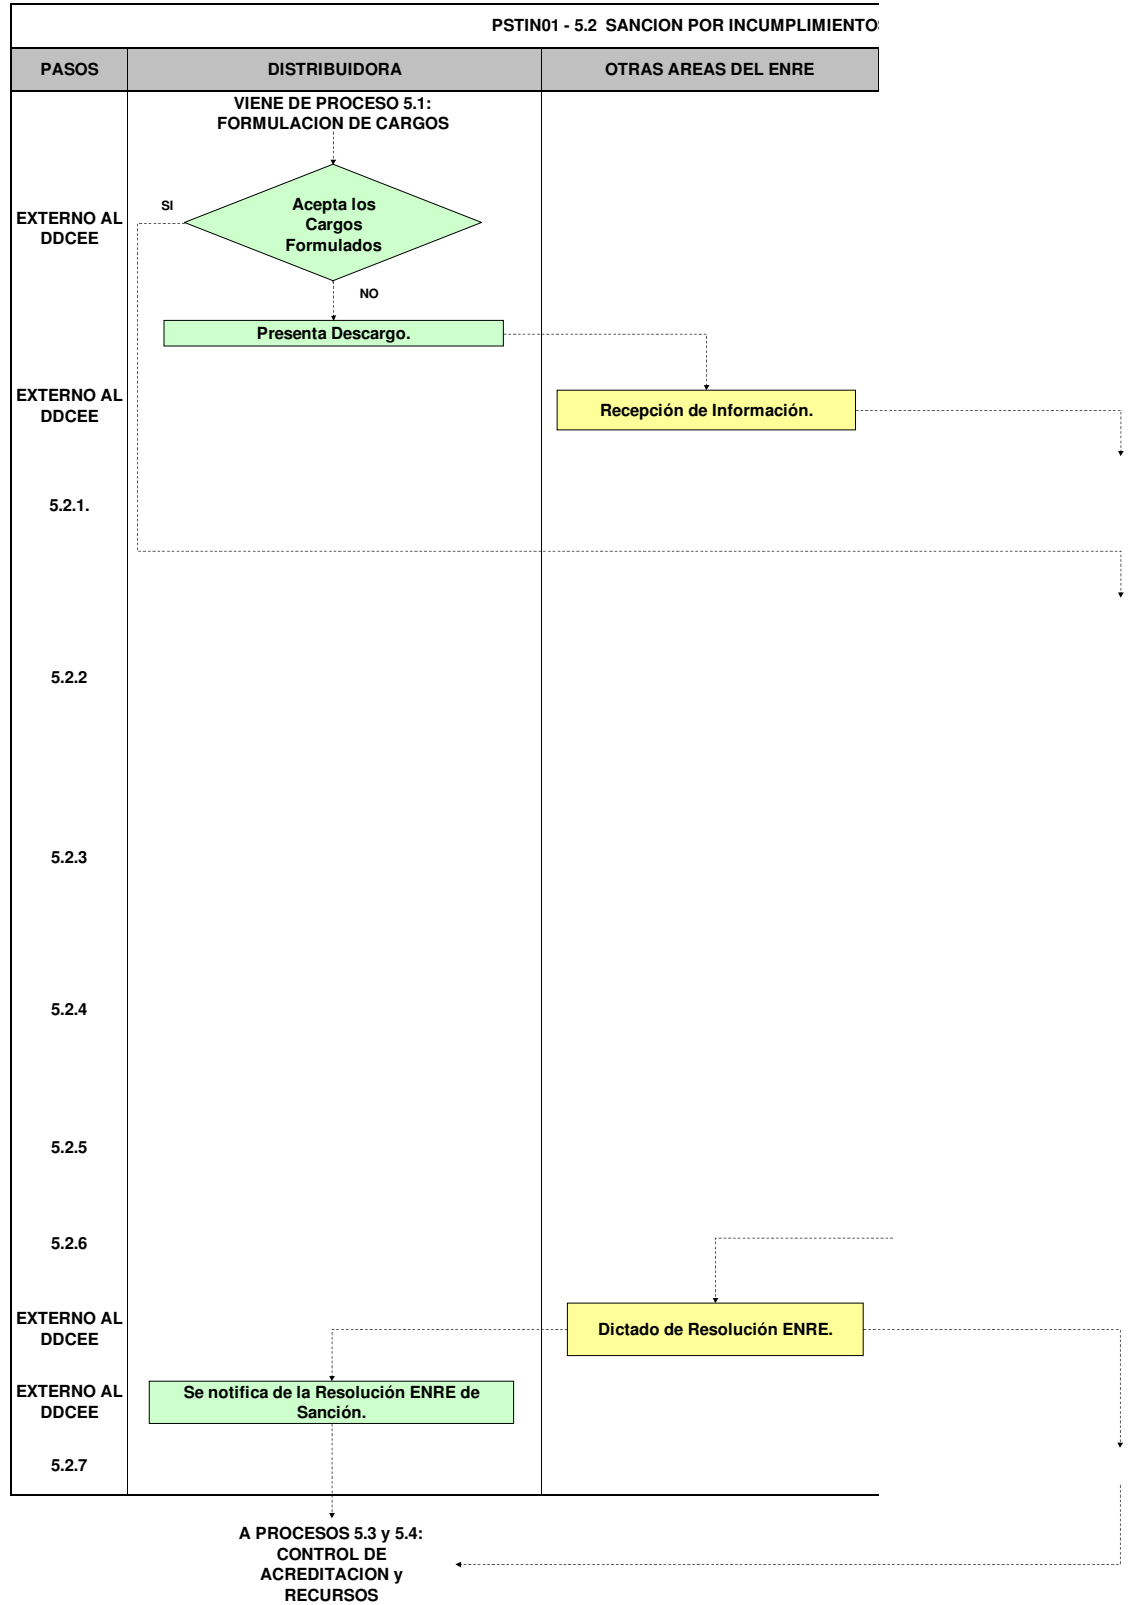 PSTIN01 - 5.2 SANCION POR INCUMPLIMIENTO
PASOS
DISTRIBUIDORA
OTRAS AREAS DEL ENRE
VIENE DE PROCESO 5.1:
FORMULACION DE CARGOS
SI
Acepta los
Cargos
Formulados
EXTERNO AL
DDCEE
NO
Presenta Descargo.
EXTERNO AL
DDCEE
Recepción de Información.
5.2.1.
5.2.2
5.2.3
5.2.4
5.2.5
5.2.6
EXTERNO AL
DDCEE
Dictado de Resolución ENRE.
EXTERNO AL
DDCEE
Se notifica de la Resolución ENRE de
Sanción.
5.2.7
A PROCESOS 5.3 y 5.4:
CONTROL DE
ACREDITACION y
RECURSOS